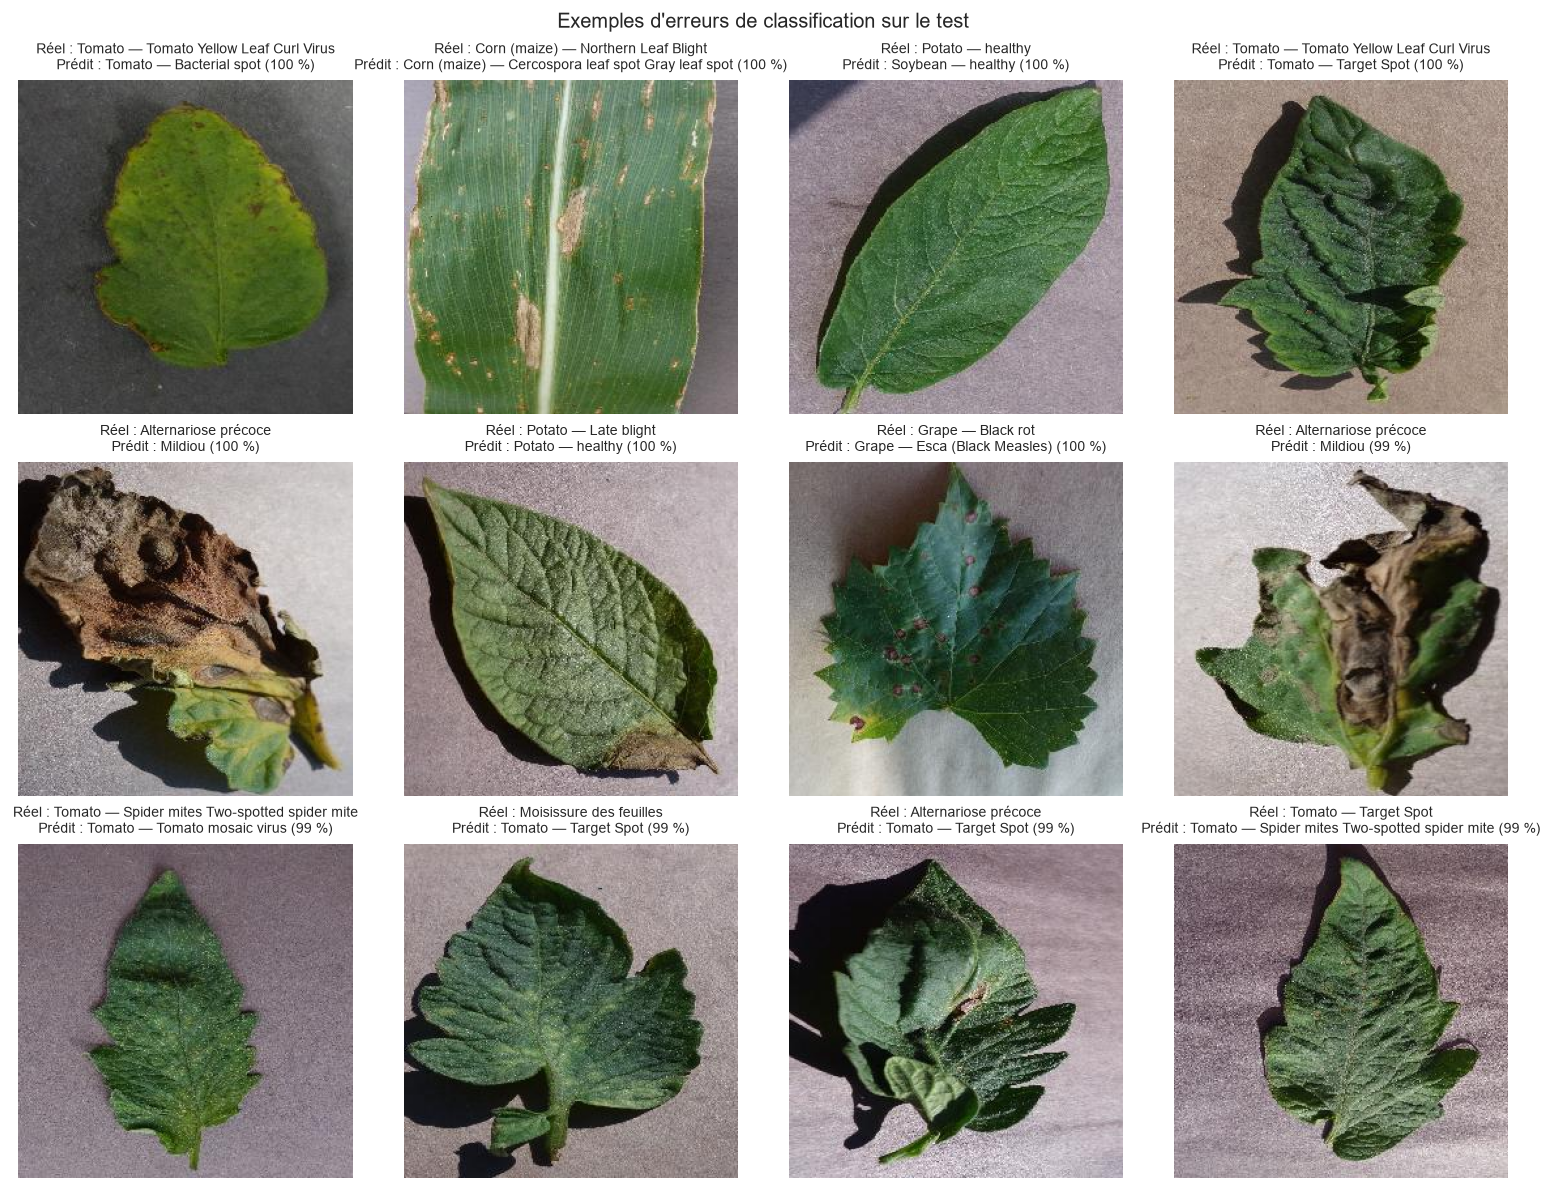 Exemples d'erreurs de classification sur le test
Réel : Tomato — Tomato Yellow Leaf Curl Virus
Prédit : Tomato — Bacterial spot (100 %)
Réel : Corn (maize) — Northern Leaf Blight
Prédit : Corn (maize) — Cercospora leaf spot Gray leaf spot (100 %)
Réel : Potato — healthy
Prédit : Soybean — healthy (100 %)
Réel : Tomato — Tomato Yellow Leaf Curl Virus
Prédit : Tomato — Target Spot (100 %)
Réel : Alternariose précoce
Prédit : Mildiou (100 %)
Réel : Potato — Late blight
Prédit : Potato — healthy (100 %)
Réel : Grape — Black rot
Prédit : Grape — Esca (Black Measles) (100 %)
Réel : Alternariose précoce
Prédit : Mildiou (99 %)
Réel : Tomato — Spider mites Two-spotted spider mite
Prédit : Tomato — Tomato mosaic virus (99 %)
Réel : Moisissure des feuilles
Prédit : Tomato — Target Spot (99 %)
Réel : Alternariose précoce
Prédit : Tomato — Target Spot (99 %)
Réel : Tomato — Target Spot
Prédit : Tomato — Spider mites Two-spotted spider mite (99 %)